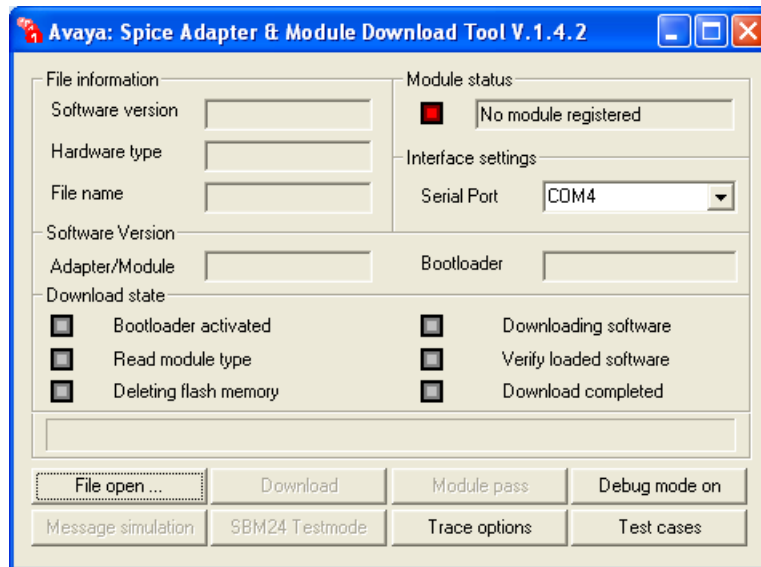 Avaya: Spice Adapter & Module Download Tool V.1.4.2
File information
Software version
Hardware type
File name
Module status
No module registered
Interface settings
Serial Port COM4
Software Version
Adapter/Module Bootloader
Download state
Bootloader activated Downloading software
Read module type Verify loaded software
Deleting flash memory Download completed
File open ... Download Module pass Debug mode on
Message simulation SBM24 Testmode Trace options Test cases